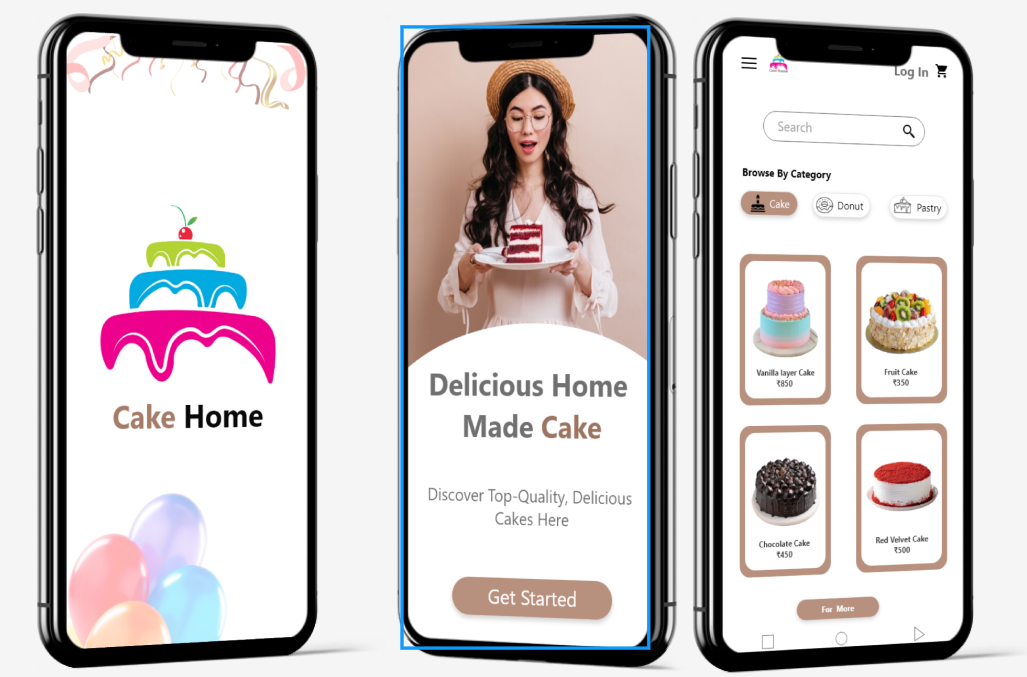 Cake Home
Delicious Home
Made Cake
Discover Top-Quality, Delicious
Cakes Here
Get Started
Cake Home
Log In
Search
Browse By Category
Cake
Donut
Pastry
Vanilla layer Cake
₹850
Fruit Cake
₹350
Chocolate Cake
₹450
Red Velvet Cake
₹500
For More